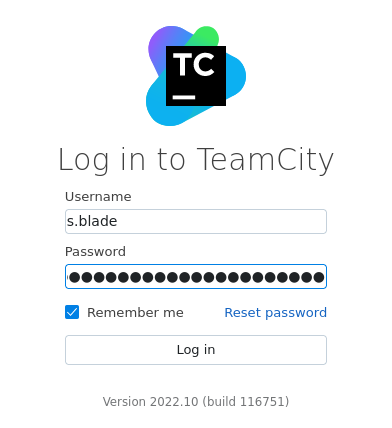 TC
Log in to TeamCity
Username
s.blade
Password
Remember me
Reset password
Log in
Version 2022.10 (build 116751)